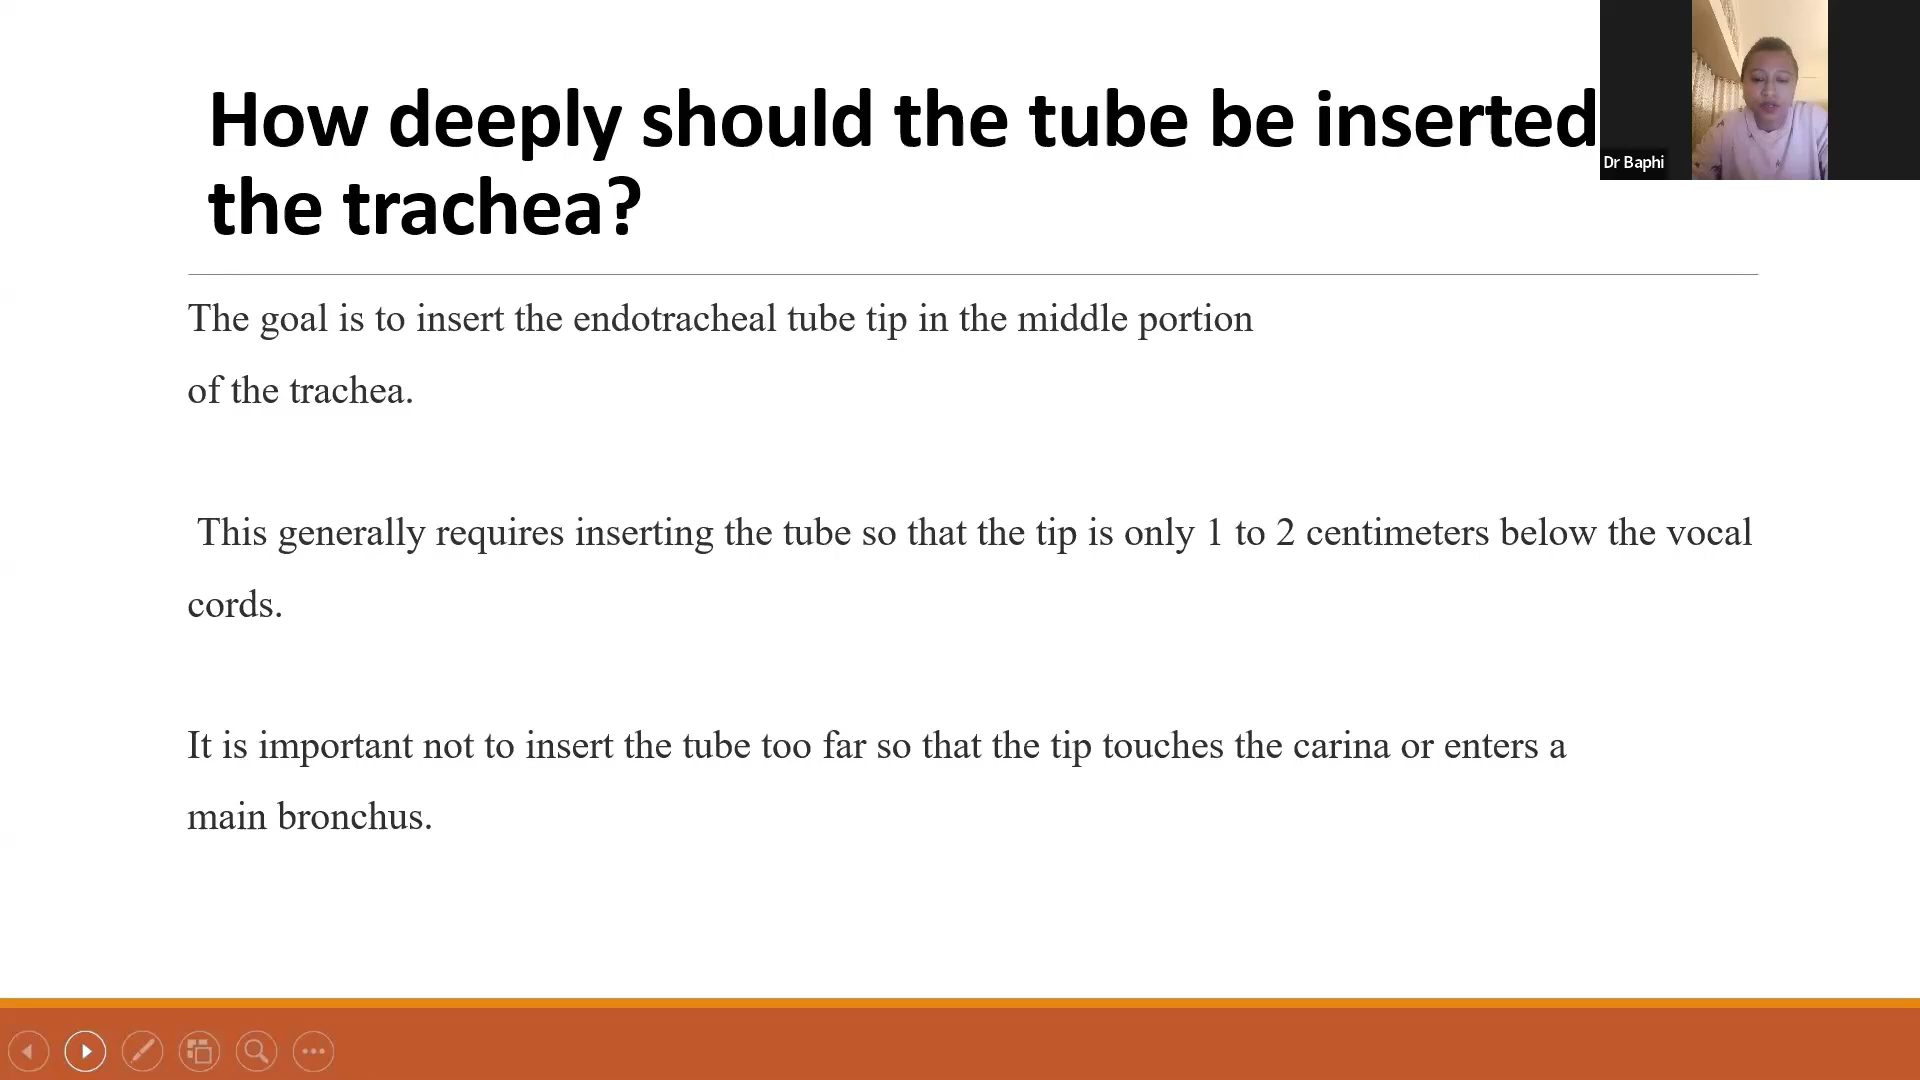 How deeply should the tube be inserted
the trachea?
Dr Baphi
The goal is to insert the endotracheal tube tip in the middle portion
of the trachea.
This generally requires inserting the tube so that the tip is only 1 to 2 centimeters below the vocal
cords.
It is important not to insert the tube too far so that the tip touches the carina or enters a
main bronchus.